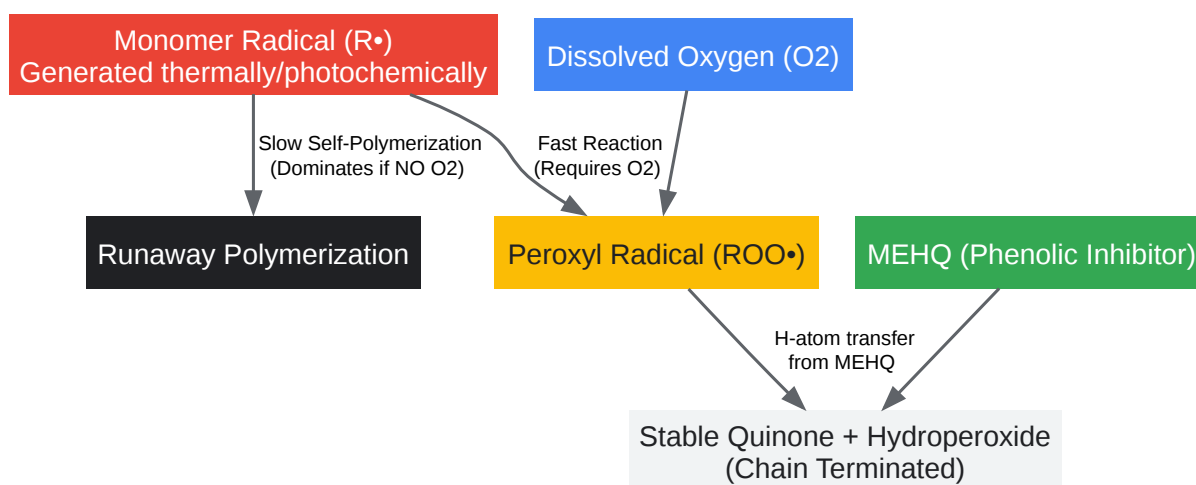 Monomer Radical (R•)
Generated thermally/photochemically
Dissolved Oxygen (O2)
Slow Self-Polymerization
(Dominates if NO O2)
Fast Reaction
(Requires O2)
Runaway Polymerization
Peroxyl Radical (ROO•)
MEHQ (Phenolic Inhibitor)
H-atom transfer
from MEHQ
Stable Quinone + Hydroperoxide
(Chain Terminated)